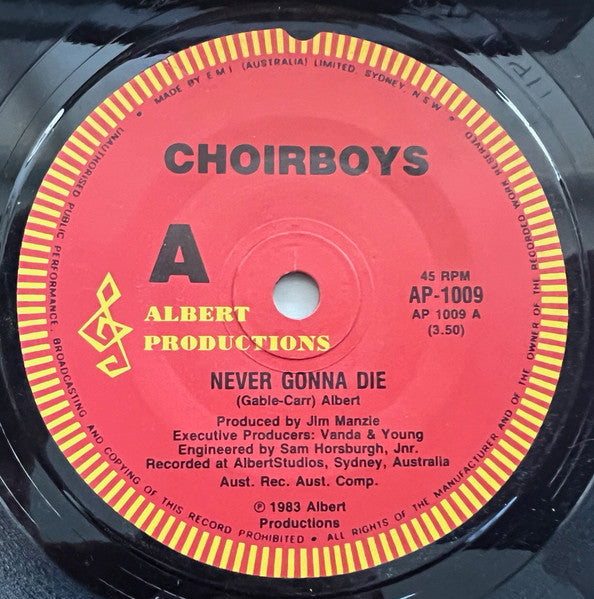 MADE BY E M I (AUSTRALIA) LIMITED, SYDNEY, N.S.W.
UNAUTHORISED PUBLIC PERFORMANCE, BROADCASTING AND COPYING OF THIS RECORD PROHIBITED • ALL RIGHTS OF THE MANUFACTURER AND OF THE OWNER OF THE RECORDED WORK RESERVED
CHOIRBOYS
A
45 RPM
AP-1009
AP 1009 A
(3.50)
ALBERT
PRODUCTIONS
NEVER GONNA DIE
(Gable-Carr) Albert
Produced by Jim Manzie
Executive Producers: Vanda & Young
Engineered by Sam Horsburgh, Jnr.
Recorded at AlbertStudios, Sydney, Australia
Aust. Rec. Aust. Comp.
℗ 1983 Albert
Productions